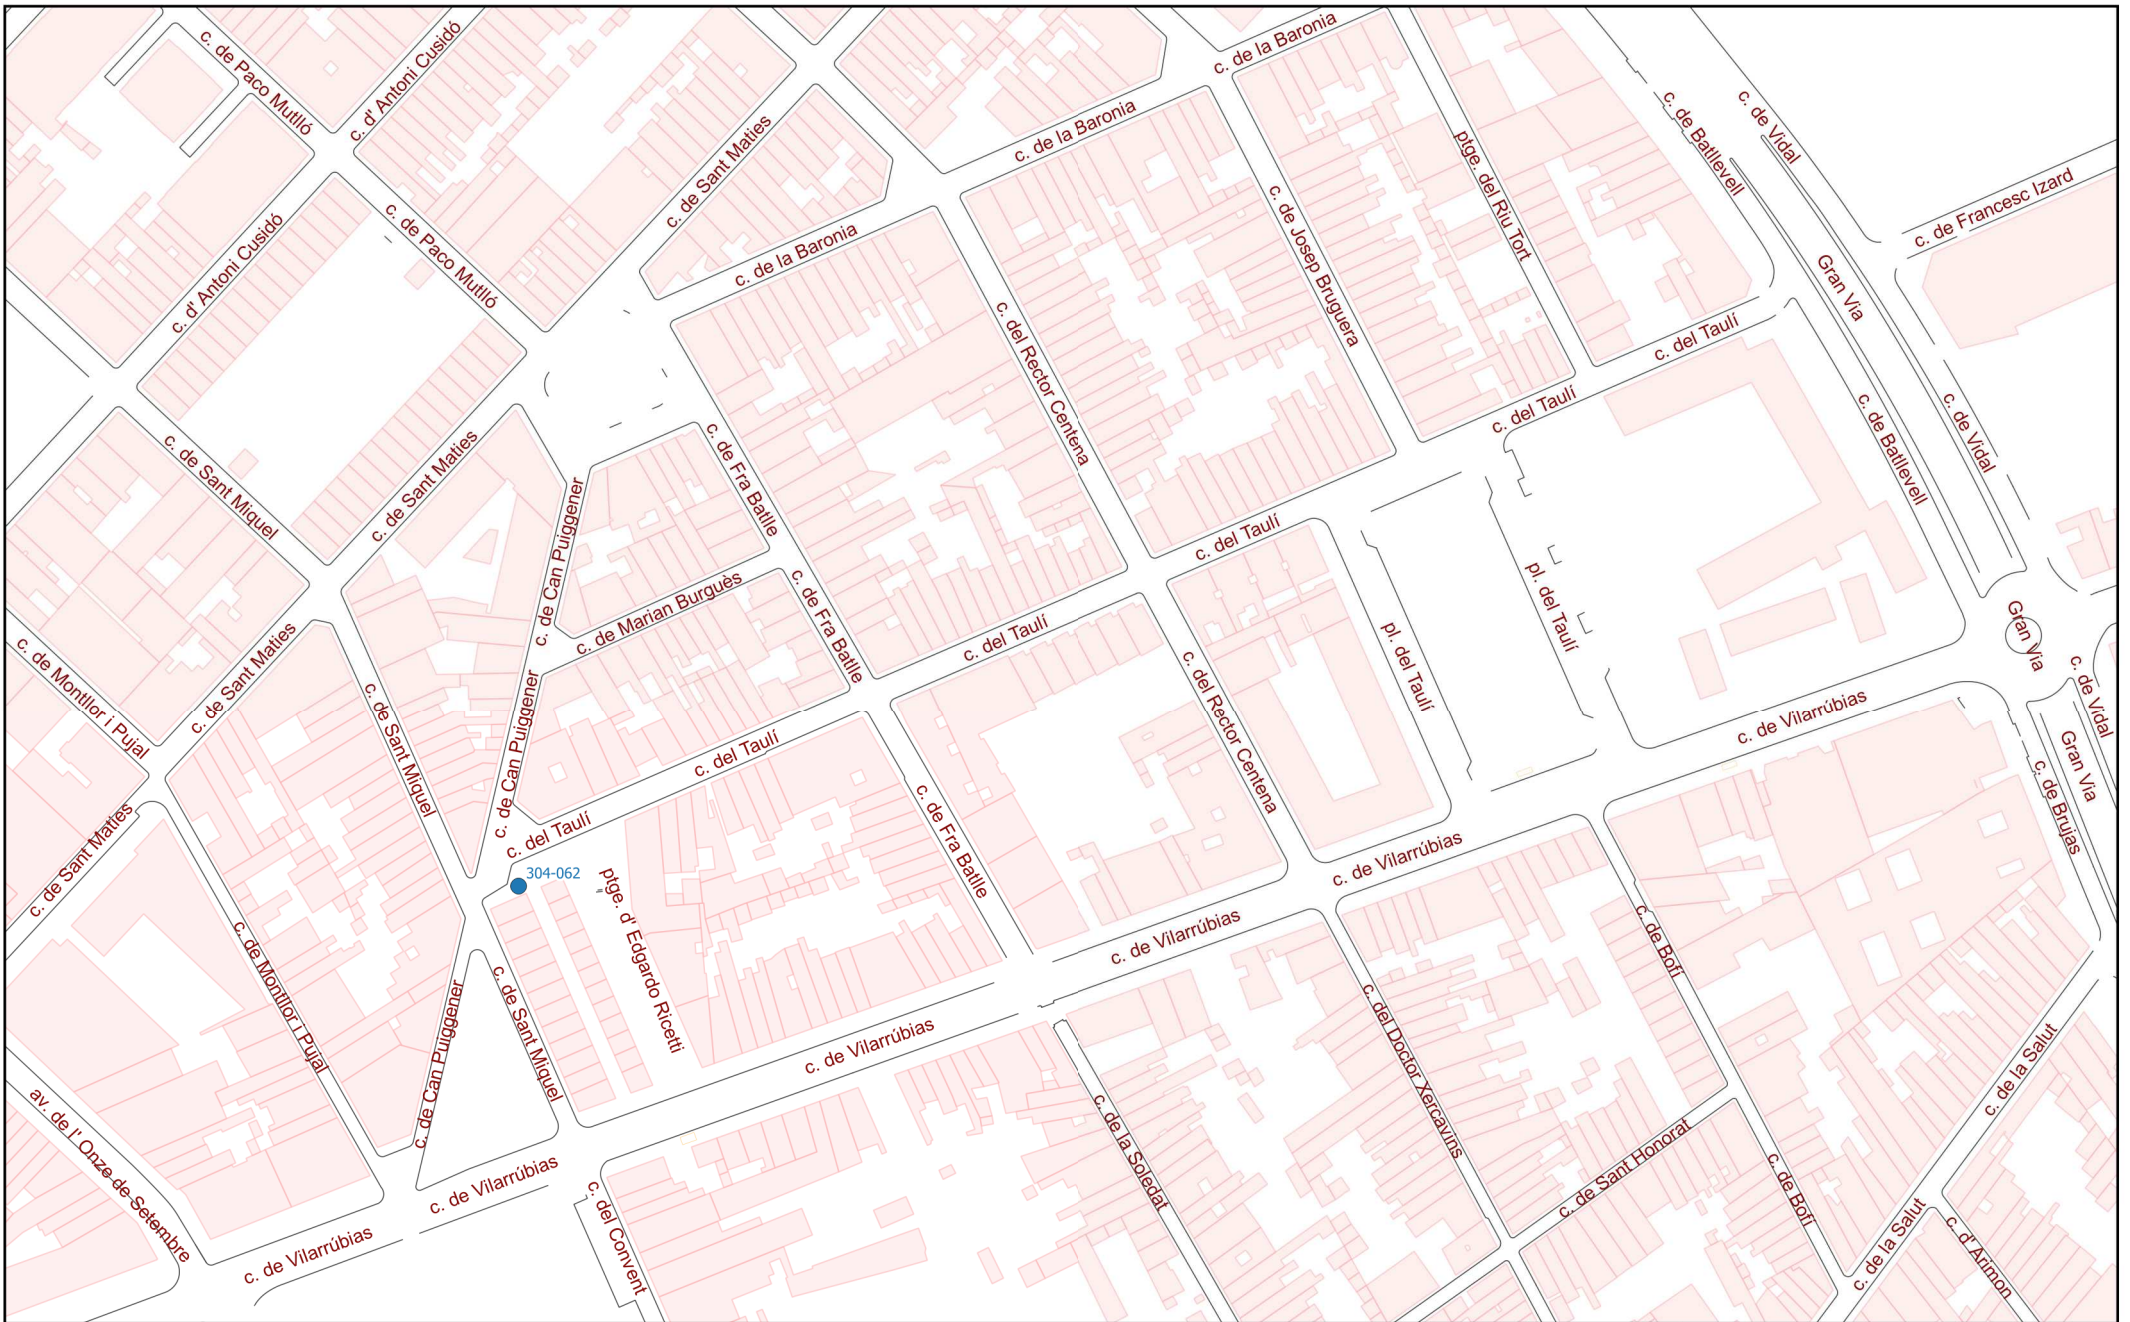 c. de Paco Mutlló
c. d' Antoni Cusidó
c. de la Baronia
c. de la Baronia
c. de Sant Maties
c. de Batllevell
c. de Vidal
ptge. del Riu Tort
c. de Francesc Izard
c. d' Antoni Cusidó
c. de Paco Mutlló
c. de la Baronia
c. de Josep Bruguera
Gran Via
c. del Rector Centena
c. del Taulí
c. del Taulí
c. de Batllevell
c. de Vidal
c. de Sant Miquel
c. de Sant Maties
c. de Fra Batlle
c. de Can Puiggener
c. del Taulí
pl. del Taulí
c. de Marian Burguès
c. de Fra Batlle
c. del Taulí
pl. del Taulí
Gran Via
c. de Montllor i Pujal
c. de Sant Maties
c. de Sant Miquel
c. de Can Puiggener
c. del Taulí
c. del Rector Centena
c. de Vilarrúbias
c. de Vidal
Gran Via
c. de Brujas
c. de Sant Maties
c. del Taulí
304-062
ptge. d' Edgardo Ricetti
c. de Fra Batlle
c. de Vilarrúbias
c. de Vilarrúbias
c. de Bofí
c. de Montllor i Pujal
c. de Can Puiggener
c. de Sant Miquel
c. de Vilarrúbias
c. del Doctor Xercavins
c. de la Salut
av. de l' Onze de Setembre
c. de Vilarrúbias
c. de la Soledat
c. de Sant Honorat
c. de Bofí
c. de Vilarrúbias
c. del Convent
c. de la Salut
c. d' Arimon